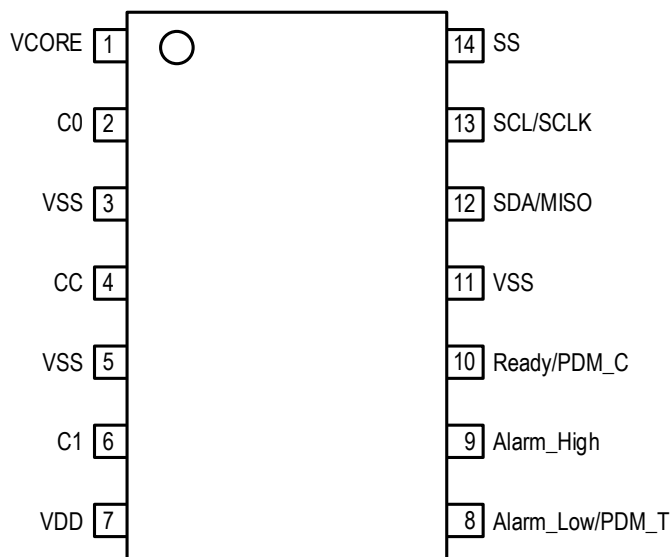 VCORE 1 14 SS
C0 2 13 SCL/SCLK
VSS 3 12 SDA/MISO
CC 4 11 VSS
VSS 5 10 Ready/PDM_C
C1 6 9 Alarm_High
VDD 7 8 Alarm_Low/PDM_T